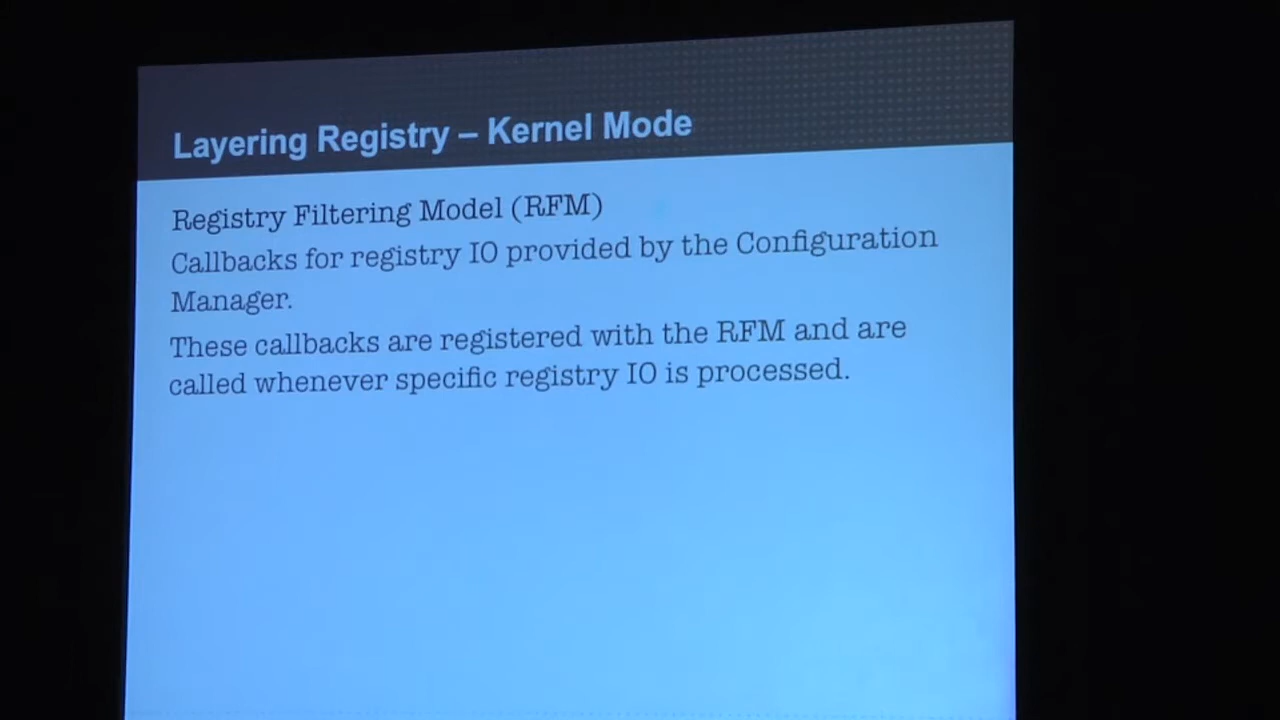 Layering Registry – Kernel Mode
Registry Filtering Model (RFM)
Callbacks for registry IO provided by the Configuration
Manager.
These callbacks are registered with the RFM and are
called whenever specific registry IO is processed.